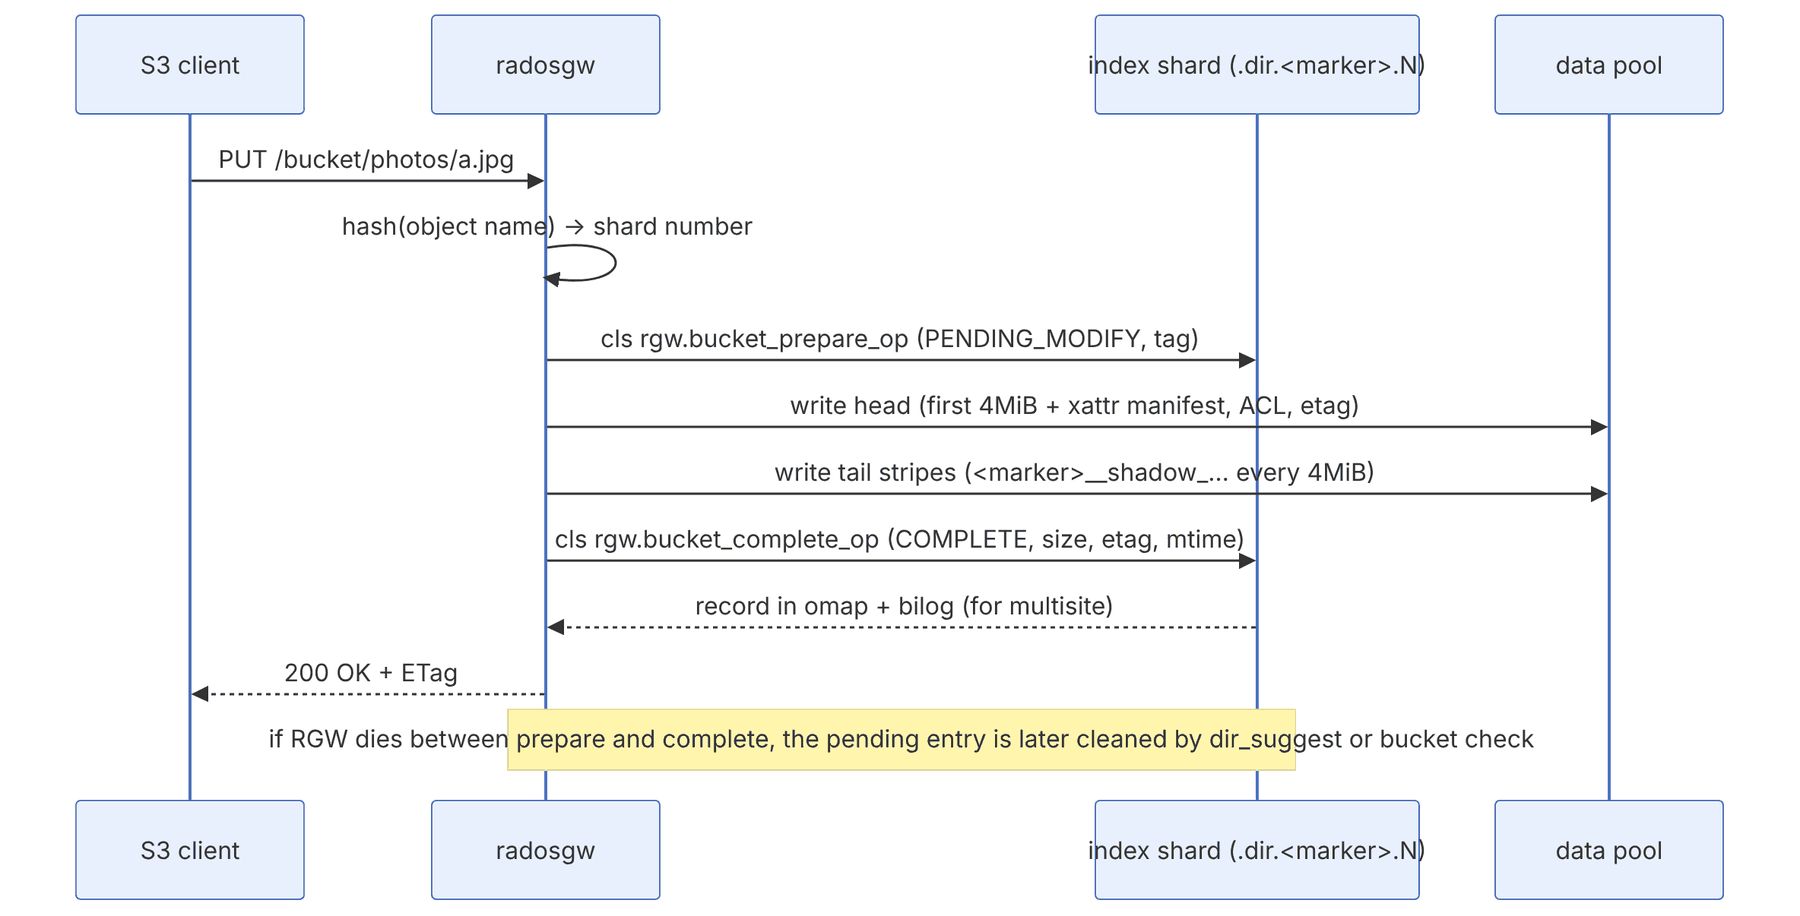 S3 client
radosgw
index shard (.dir.<marker>.N)
data pool
PUT /bucket/photos/a.jpg
hash(object name) → shard number
cls rgw.bucket_prepare_op (PENDING_MODIFY, tag)
write head (first 4MiB + xattr manifest, ACL, etag)
write tail stripes (<marker>__shadow_... every 4MiB)
cls rgw.bucket_complete_op (COMPLETE, size, etag, mtime)
record in omap + bilog (for multisite)
200 OK + ETag
if RGW dies between prepare and complete, the pending entry is later cleaned by dir_suggest or bucket check
S3 client
radosgw
index shard (.dir.<marker>.N)
data pool